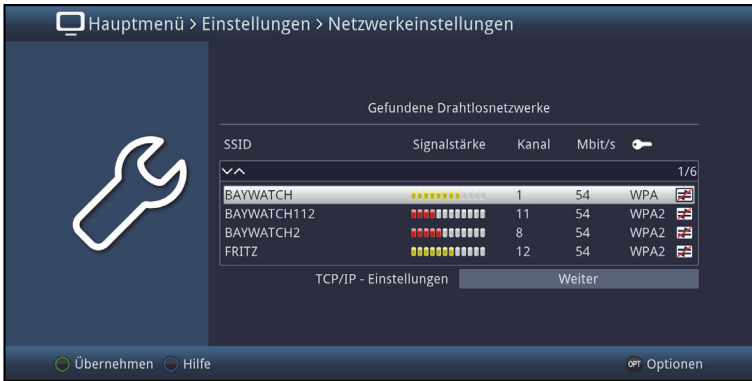 Hauptmenü > Einstellungen > Netzwerkeinstellungen
Gefundene Drahtlosnetzwerke
SSID Signalstärke Kanal Mbit/s
1/6
BAYWATCH 1 54 WPA
BAYWATCH112 11 54 WPA2
BAYWATCH2 8 54 WPA2
FRITZ 12 54 WPA2
TCP/IP - Einstellungen Weiter
Übernehmen Hilfe OPT Optionen